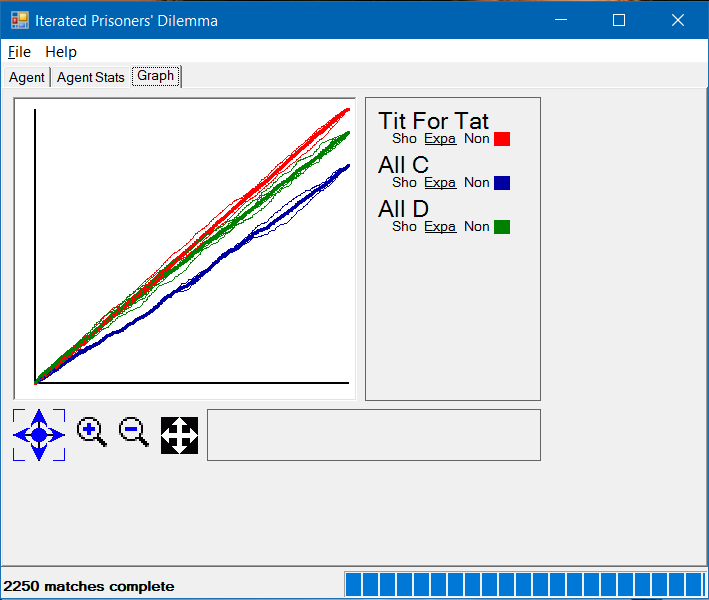 Iterated Prisoners' Dilemma
File Help
Agent Agent Stats Graph
Tit For Tat
Sho Expa Non
All C
Sho Expa Non
All D
Sho Expa Non
2250 matches complete